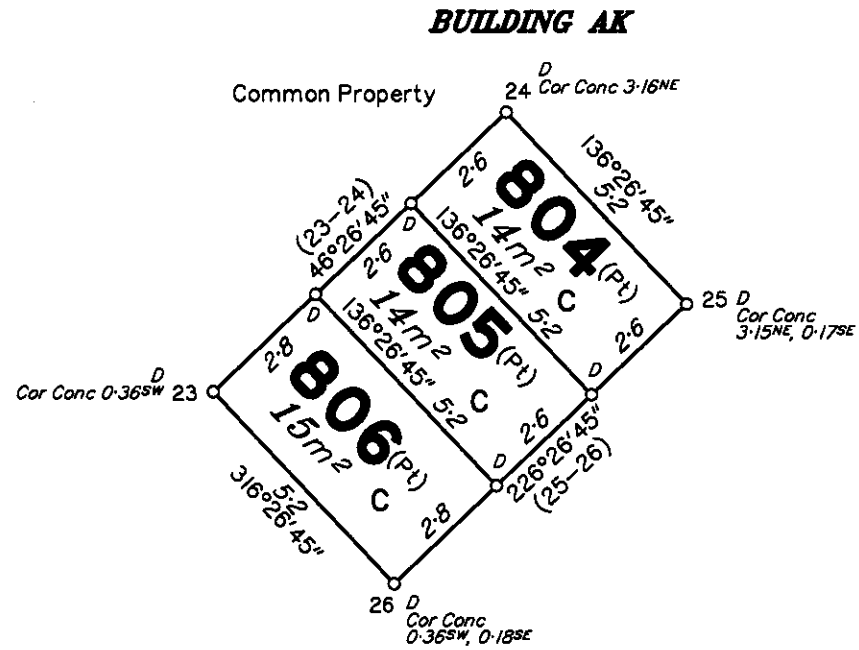 BUILDING AK
Common Property
24 D
Cor Conc 3·16NE
136°26'45"
5·2
2·6
804(Pt)
14m²
C
(23-24)
46°26'45"
D
136°26'45" 5·2
25 D
Cor Conc
3·15NE, 0·17SE
2·6
2·6
805(Pt)
14m²
C
D
D
136°26'45" 5·2
2·6
226°26'45"
(25-26)
D
Cor Conc 0·36SW 23
2·8
806(Pt)
15m²
C
D
5·2
316°26'45"
2·8
26 D
Cor Conc
0·36SW, 0·18SE